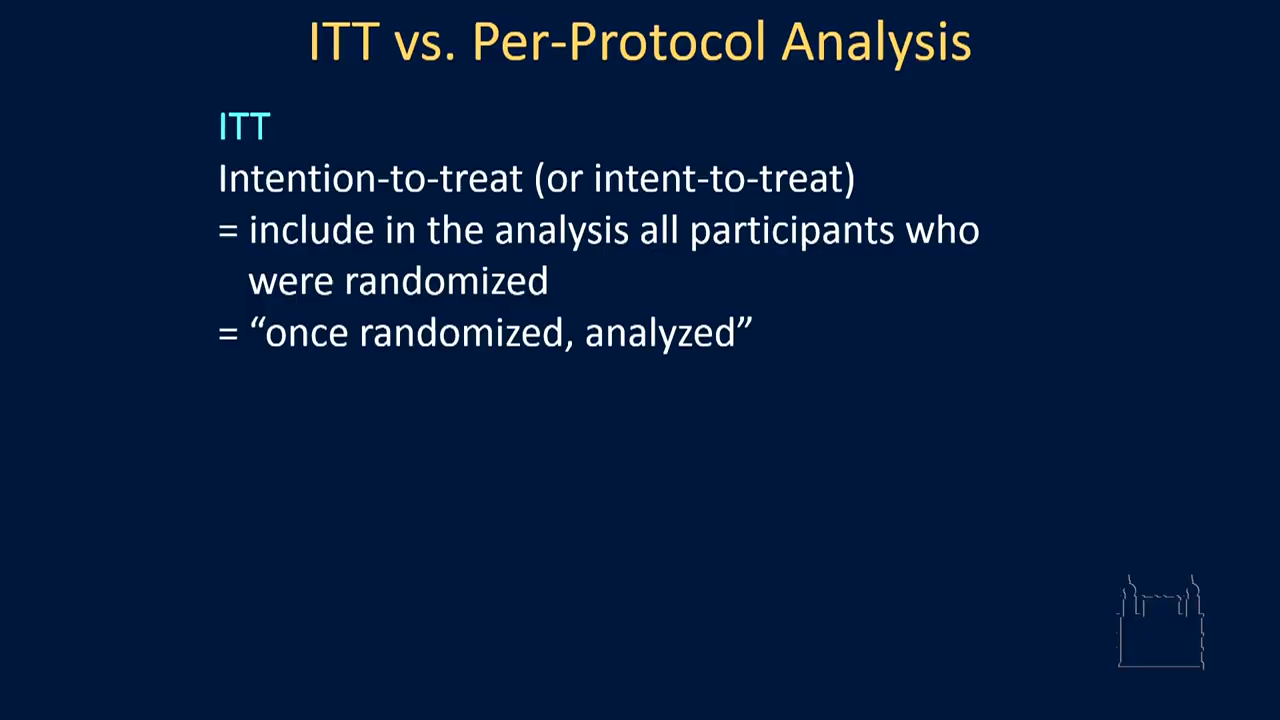 ITT vs. Per-Protocol Analysis
ITT
Intention-to-treat (or intent-to-treat)
= include in the analysis all participants who
were randomized
= “once randomized, analyzed”